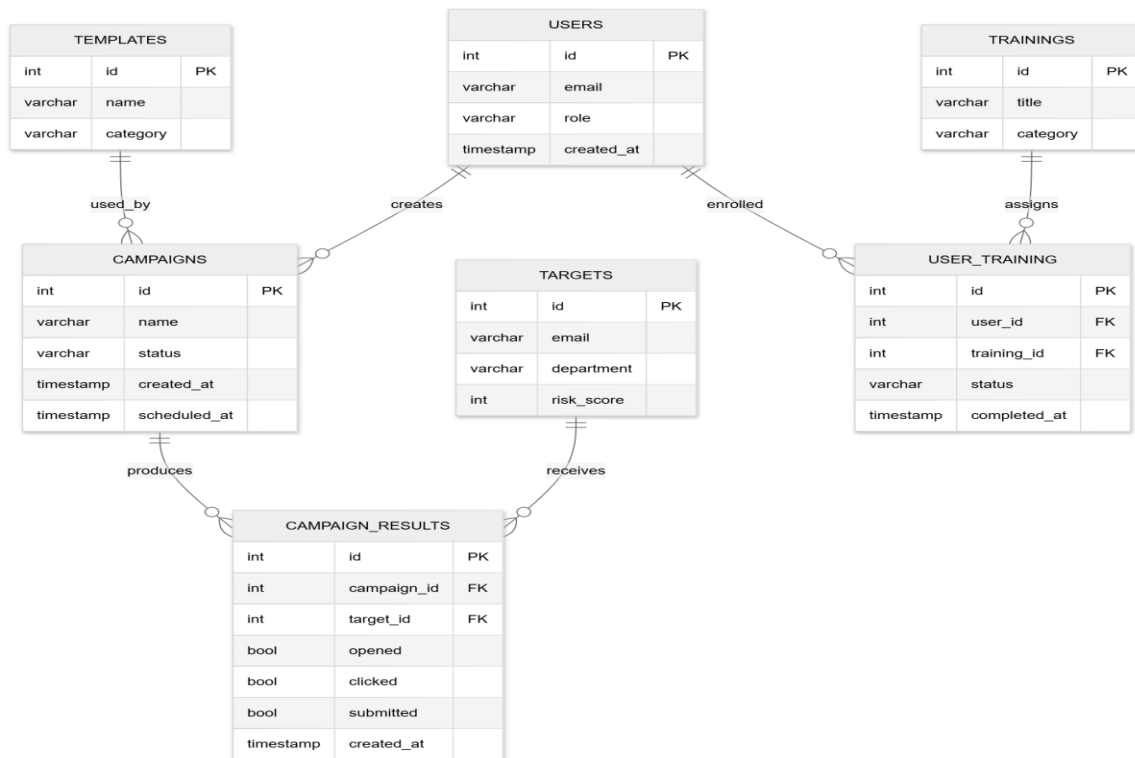 TEMPLATES
int id PK
varchar name
varchar category
USERS
int id PK
varchar email
varchar role
timestamp created_at
TRAININGS
int id PK
varchar title
varchar category
used_by
creates
enrolled
assigns
CAMPAIGNS
int id PK
varchar name
varchar status
timestamp created_at
timestamp scheduled_at
TARGETS
int id PK
varchar email
varchar department
int risk_score
USER_TRAINING
int id PK
int user_id FK
int training_id FK
varchar status
timestamp completed_at
produces
receives
CAMPAIGN_RESULTS
int id PK
int campaign_id FK
int target_id FK
bool opened
bool clicked
bool submitted
timestamp created_at